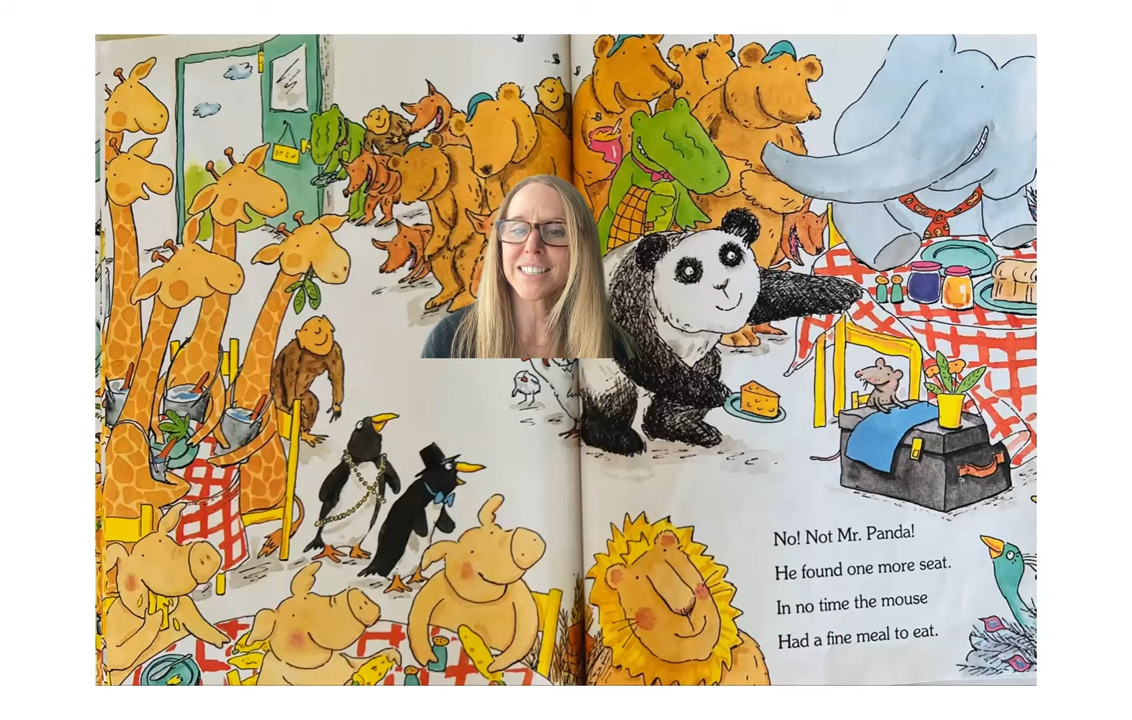 OPEN
No! Not Mr. Panda!
He found one more seat.
In no time the mouse
Had a fine meal to eat.